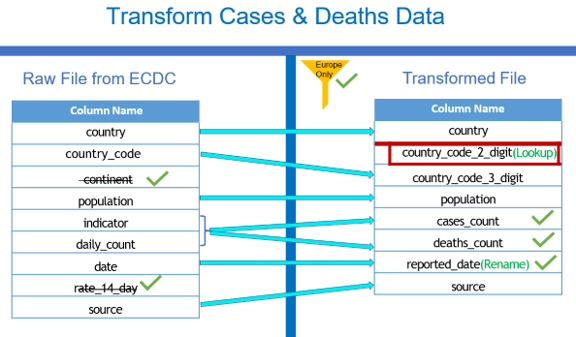 Transform Cases & Deaths Data
Raw File from ECDC
Europe
Only
Transformed File
Column Name
country
country_code
continent
population
indicator
daily_count
date
rate_14_day
source
Column Name
country
country_code_2_digit(Lookup)
country_code_3_digit
population
cases_count
deaths_count
reported_date(Rename)
source